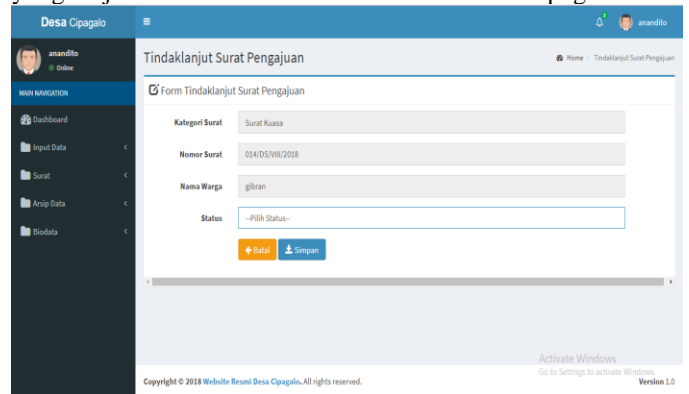 Desa Cipagalo
anandito
anandito
Online
MAIN NAVIGATION
Dashboard
Input Data
Surat
Arsip Data
Biodata
Tindaklanjut Surat Pengajuan
Home > Tindaklanjut Surat Pengajuan
Form Tindaklanjut Surat Pengajuan
Kategori Surat Surat Kuasa
Nomor Surat 014/DS/VIII/2018
Nama Warga gibran
Status --Pilih Status--
Batal Simpan
Activate Windows
Go to Settings to activate Windows.
Copyright © 2018 Website Resmi Desa Cipagalo. All rights reserved.
Version 1.0